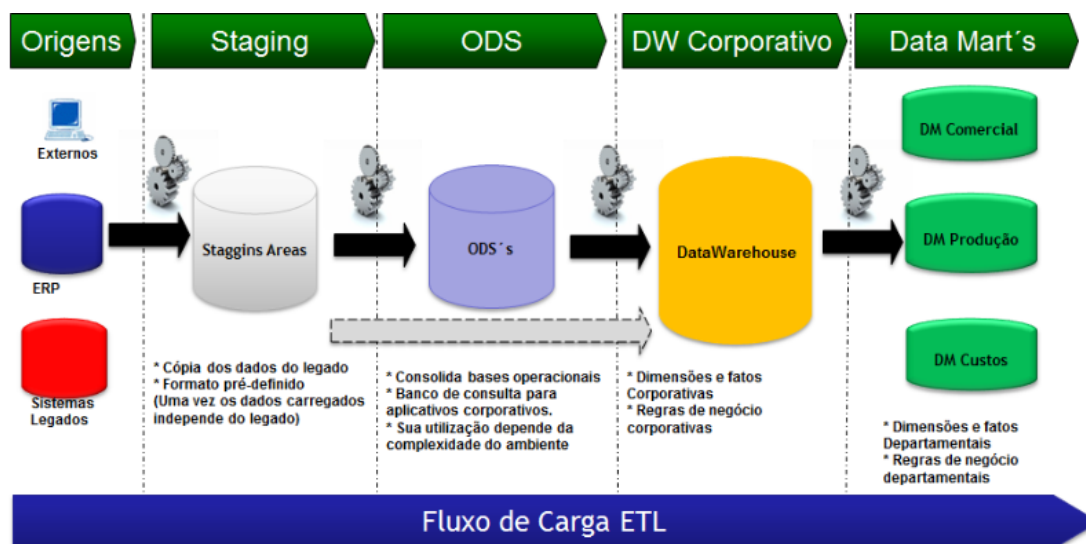 Origens
Staging
ODS
DW Corporativo
Data Mart´s
Externos
ERP
Sistemas
Legados
Staggins Areas
* Cópia dos dados do legado
* Formato pré-definido
(Uma vez os dados carregados
independe do legado)
ODS´s
* Consolida bases operacionais
* Banco de consulta para
aplicativos corporativos.
* Sua utilização depende da
complexidade do ambiente
DataWarehouse
* Dimensões e fatos
Corporativas
* Regras de negócio
corporativas
DM Comercial
DM Produção
DM Custos
* Dimensões e fatos
Departamentais
* Regras de negócio
departamentais
Fluxo de Carga ETL